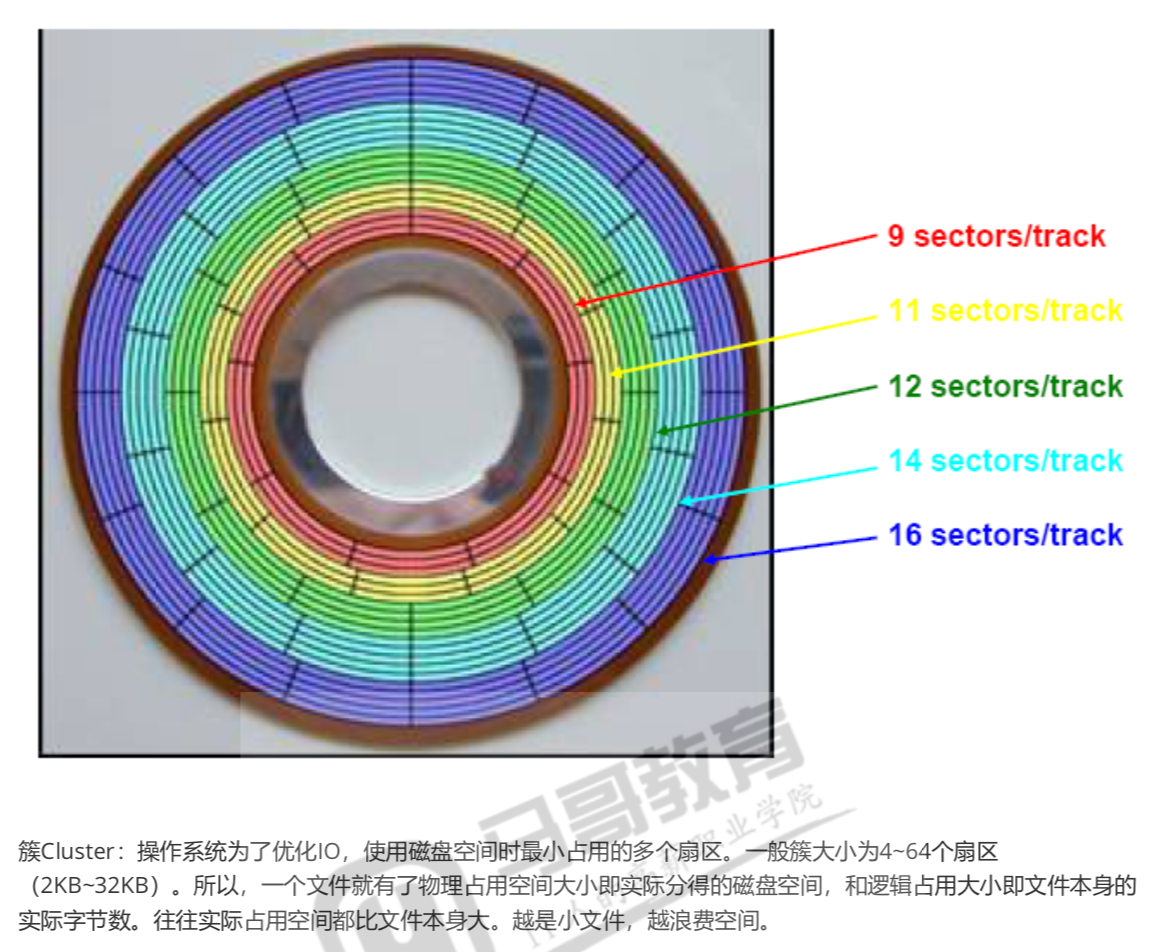 9 sectors/track
11 sectors/track
12 sectors/track
14 sectors/track
16 sectors/track
马哥教育
IT人的高薪职业学院
簇Cluster：操作系统为了优化IO，使用磁盘空间时最小占用的多个扇区。一般簇大小为4~64个扇区
（2KB~32KB）。所以，一个文件就有了物理占用空间大小即实际分得的磁盘空间，和逻辑占用大小即文件本身的
实际字节数。往往实际占用空间都比文件本身大。越是小文件，越浪费空间。